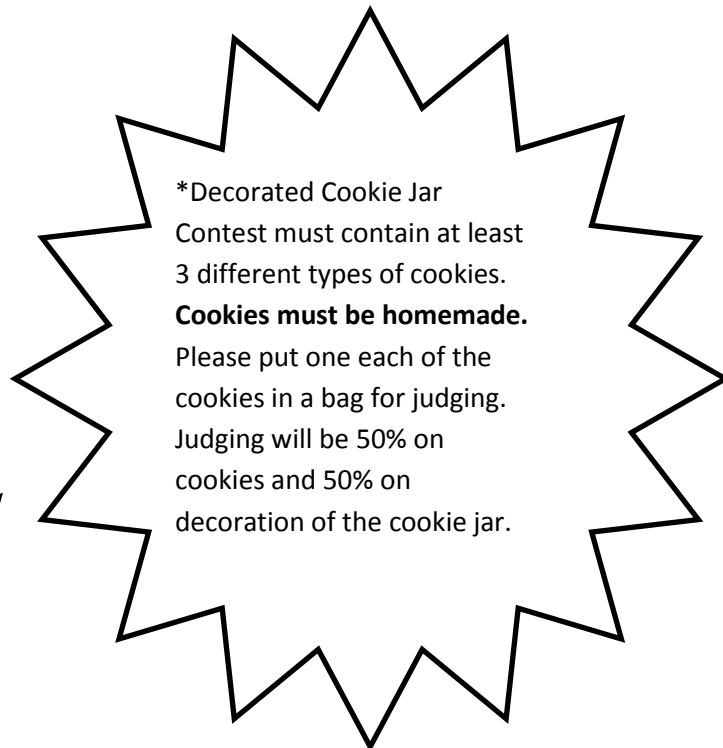 *Decorated Cookie Jar
Contest must contain at least
3 different types of cookies.
Cookies must be homemade.
Please put one each of the
cookies in a bag for judging.
Judging will be 50% on
cookies and 50% on
decoration of the cookie jar.